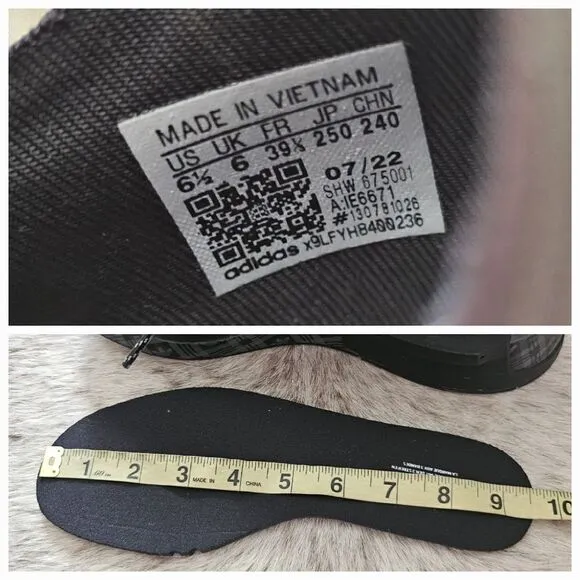 MADE IN VIETNAM
US UK FR JP CHN
6½ 6 39⅓ 250 240
07/22
SHW 675001
A:IE6671
#130781026
adidas x9LFYHB400236
1 2 3 MADE IN 4 CHINA 5 6 7 8 9 10